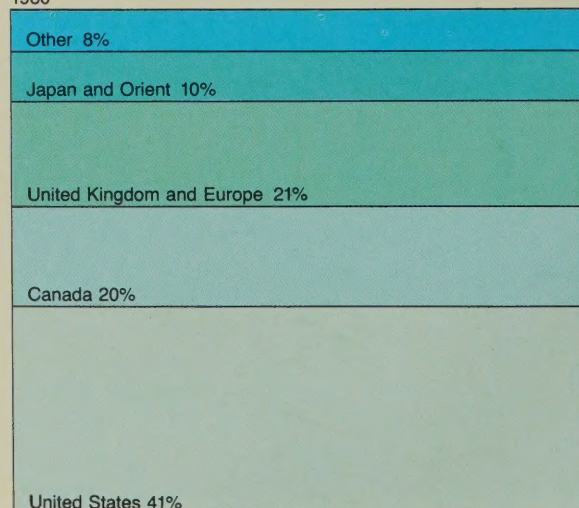 Other 8%
Japan and Orient 10%
United Kingdom and Europe 21%
Canada 20%
United States 41%